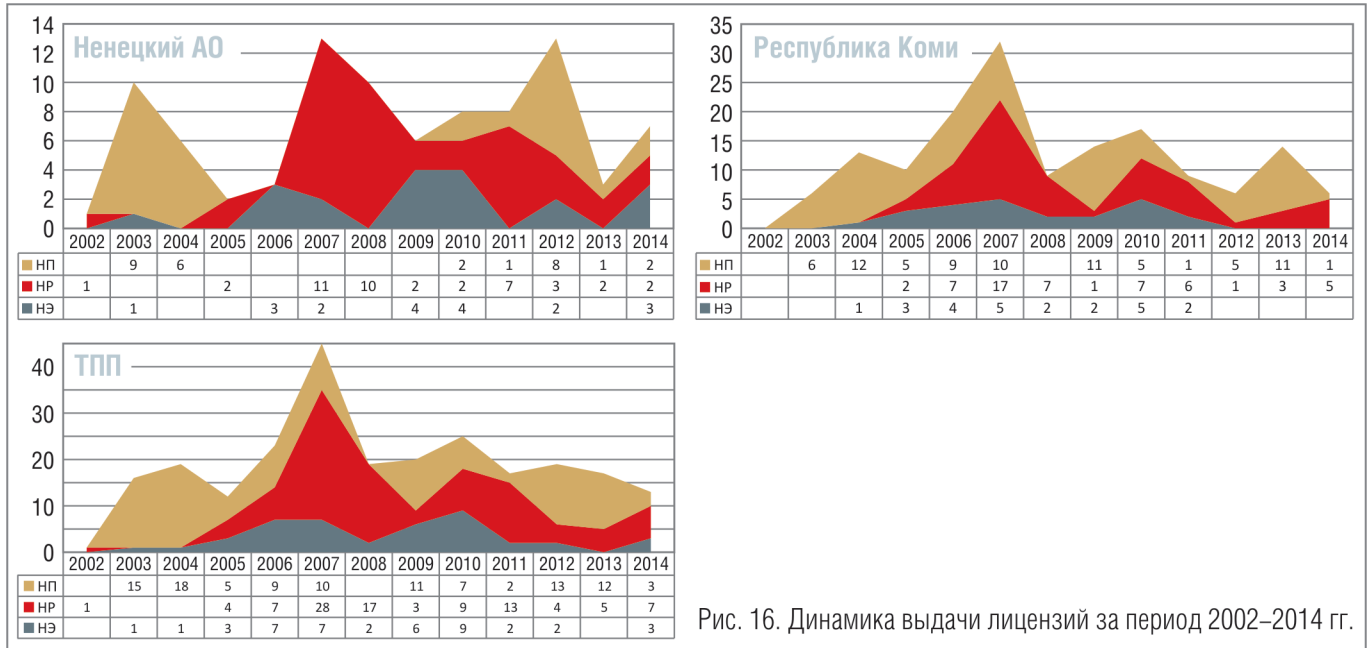 Ненецкий АО
14
12
10
8
6
4
2
0
2002 2003 2004 2005 2006 2007 2008 2009 2010 2011 2012 2013 2014
НП 9 6 2 1 8 1 2
НР 1 2 11 10 2 2 7 3 2 2
НЭ 1 3 2 4 4 2 3
Республика Коми
35
30
25
20
15
10
5
0
2002 2003 2004 2005 2006 2007 2008 2009 2010 2011 2012 2013 2014
НП 6 12 5 9 10 11 5 1 5 11 1
НР 2 7 17 7 1 7 6 1 3 5
НЭ 1 3 4 5 2 2 5 2
ТПП
40
30
20
10
0
2002 2003 2004 2005 2006 2007 2008 2009 2010 2011 2012 2013 2014
НП 15 18 5 9 10 11 7 2 13 12 3
НР 1 4 7 28 17 3 9 13 4 5 7
НЭ 1 1 3 7 7 2 6 9 2 2 3
Рис. 16. Динамика выдачи лицензий за период 2002–2014 гг.